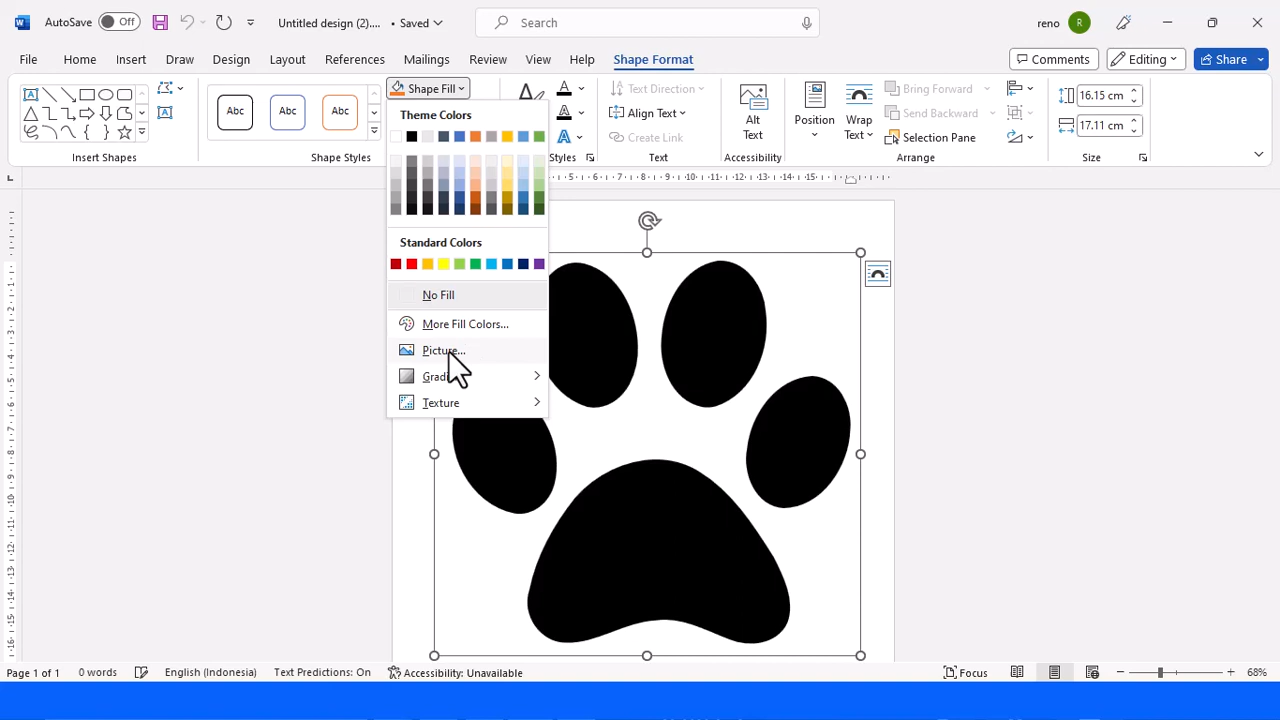 AutoSave Off Untitled design (2).... • Saved Search reno R
File Home Insert Draw Design Layout References Mailings Review View Help Shape Format Comments Editing Share
Abc Abc Abc Shape Fill
Text Direction
Align Text
Create Link
Alt Text
Position
Wrap Text
Bring Forward
Send Backward
Selection Pane
16.15 cm
17.11 cm
Insert Shapes Shape Styles Styles Text Accessibility Arrange Size
Theme Colors
Standard Colors
No Fill
More Fill Colors...
Picture...
Texture
Page 1 of 1 0 words English (Indonesia) Text Predictions: On Accessibility: Unavailable Focus 68%